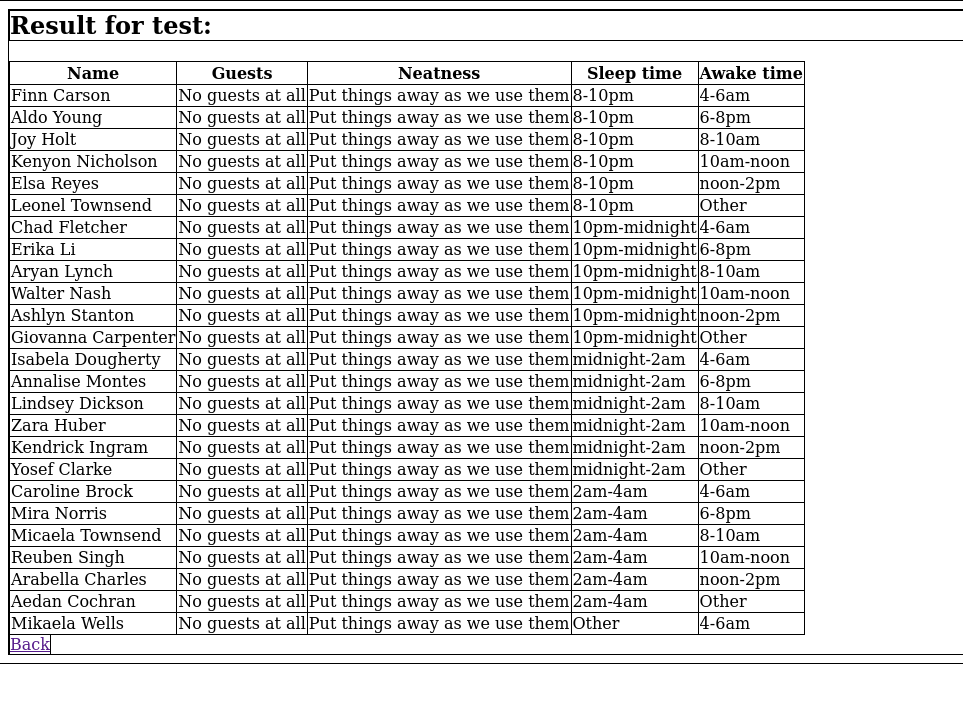 Result for test:
Name Guests Neatness Sleep time Awake time
Finn Carson No guests at all Put things away as we use them 8-10pm 4-6am
Aldo Young No guests at all Put things away as we use them 8-10pm 6-8pm
Joy Holt No guests at all Put things away as we use them 8-10pm 8-10am
Kenyon Nicholson No guests at all Put things away as we use them 8-10pm 10am-noon
Elsa Reyes No guests at all Put things away as we use them 8-10pm noon-2pm
Leonel Townsend No guests at all Put things away as we use them 8-10pm Other
Chad Fletcher No guests at all Put things away as we use them 10pm-midnight 4-6am
Erika Li No guests at all Put things away as we use them 10pm-midnight 6-8pm
Aryan Lynch No guests at all Put things away as we use them 10pm-midnight 8-10am
Walter Nash No guests at all Put things away as we use them 10pm-midnight 10am-noon
Ashlyn Stanton No guests at all Put things away as we use them 10pm-midnight noon-2pm
Giovanna Carpenter No guests at all Put things away as we use them 10pm-midnight Other
Isabela Dougherty No guests at all Put things away as we use them midnight-2am 4-6am
Annalise Montes No guests at all Put things away as we use them midnight-2am 6-8pm
Lindsey Dickson No guests at all Put things away as we use them midnight-2am 8-10am
Zara Huber No guests at all Put things away as we use them midnight-2am 10am-noon
Kendrick Ingram No guests at all Put things away as we use them midnight-2am noon-2pm
Yosef Clarke No guests at all Put things away as we use them midnight-2am Other
Caroline Brock No guests at all Put things away as we use them 2am-4am 4-6am
Mira Norris No guests at all Put things away as we use them 2am-4am 6-8pm
Micaela Townsend No guests at all Put things away as we use them 2am-4am 8-10am
Reuben Singh No guests at all Put things away as we use them 2am-4am 10am-noon
Arabella Charles No guests at all Put things away as we use them 2am-4am noon-2pm
Aedan Cochran No guests at all Put things away as we use them 2am-4am Other
Mikaela Wells No guests at all Put things away as we use them Other 4-6am
Back